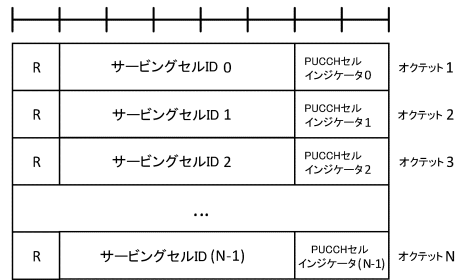 R サービングセルID 0 PUCCHセル
インジケータ0 オクテット1
R サービングセルID 1 PUCCHセル
インジケータ1 オクテット2
R サービングセルID 2 PUCCHセル
インジケータ2 オクテット3
...
R サービングセルID (N-1) PUCCHセル
インジケータ(N-1) オクテットN